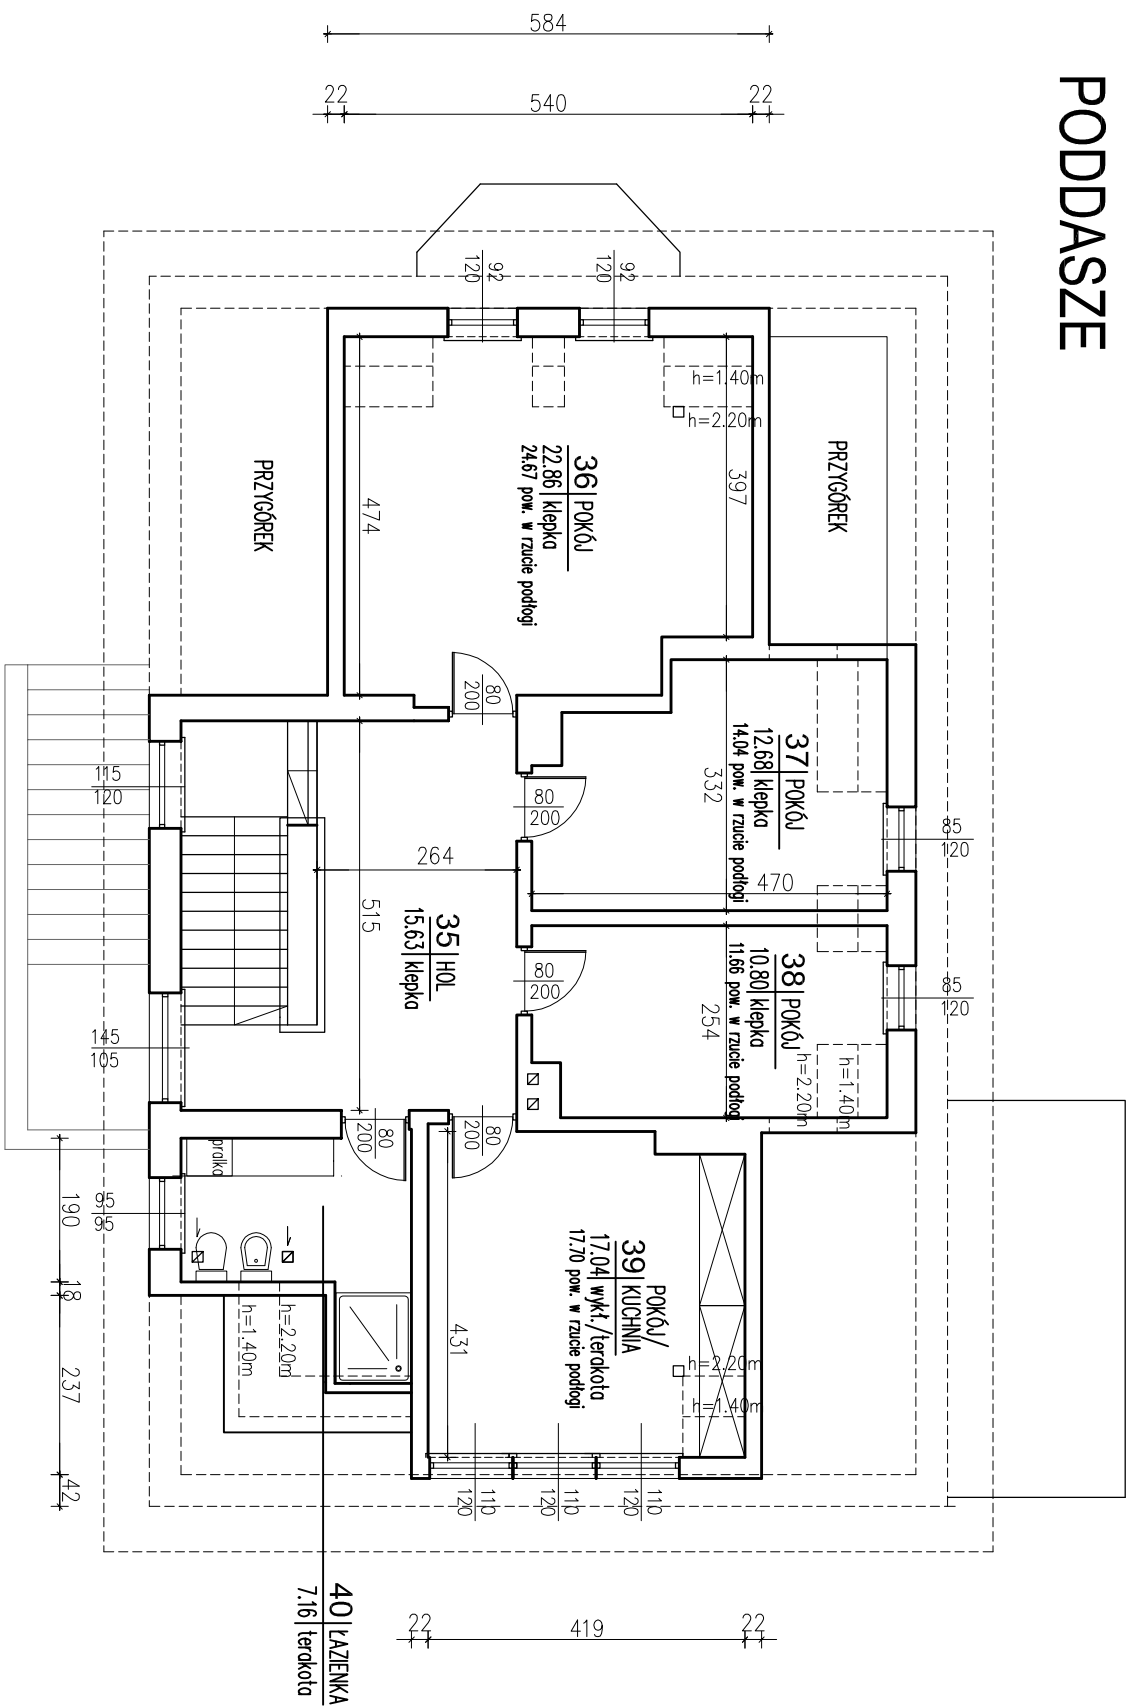 PODDASZE
584
22
540
22
120
92
120
92
h=1.40m
h=2.20m
PRZYGÓREK
PRZYGÓREK
36 POKÓJ
22.86 klepka
24.67 pow. w rzucie podłogi
397
474
80
200
37 POKÓJ
12.68 klepka
14.04 pow. w rzucie podłogi
332
80
200
85
120
470
264
115
120
515
35 HOL
15.63 klepka
38 POKÓJ
10.80 klepka
11.66 pow. w rzucie podłogi
254
80
200
85
120
h=1.40m
h=2.20m
145
105
80
200
80
200
pralka
95
95
190
18
237
42
h=2.20m
h=1.40m
431
POKÓJ/
39 KUCHNIA
17.04 wykł./terakota
17.70 pow. w rzucie podłogi
h=2.20m
h=1.40m
110
120
110
120
110
120
40 ŁAZIENKA
7.16 terakota
22
419
22